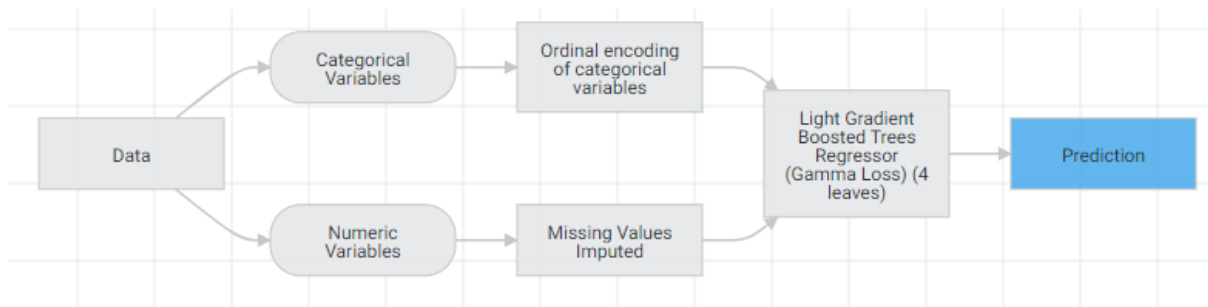 Data
Categorical
Variables
Ordinal encoding
of categorical
variables
Numeric
Variables
Missing Values
Imputed
Light Gradient
Boosted Trees
Regressor
(Gamma Loss) (4
leaves)
Prediction